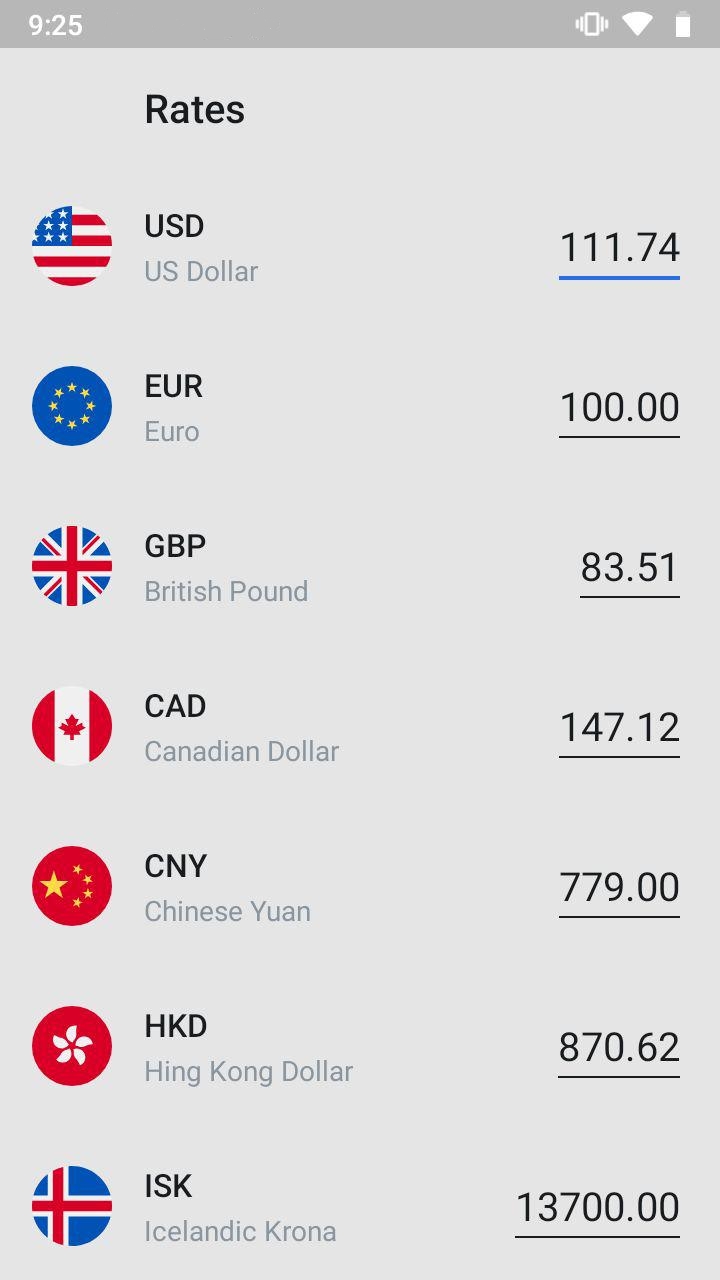 9:25
Rates
USD
US Dollar
111.74
EUR
Euro
100.00
GBP
British Pound
83.51
CAD
Canadian Dollar
147.12
CNY
Chinese Yuan
779.00
HKD
Hing Kong Dollar
870.62
ISK
Icelandic Krona
13700.00